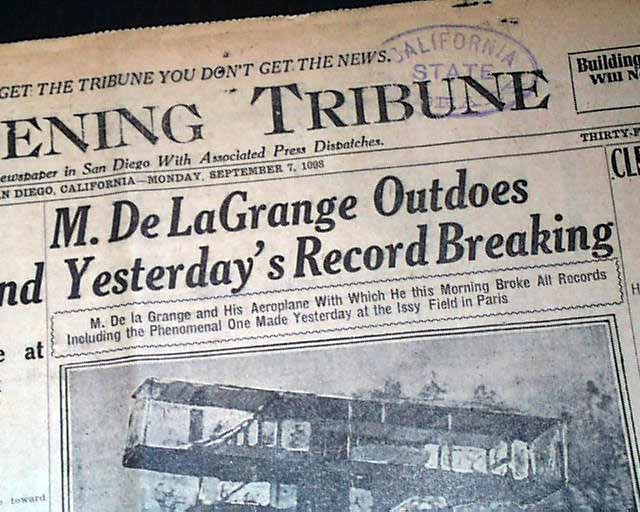 GET THE TRIBUNE YOU DON'T GET THE NEWS.
CALIFORNIA
STATE
Building
Will N
ENING TRIBUNE
ewspaper in San Diego With Associated Press Dispatches.
THIRTY-F
N DIEGO, CALIFORNIA—MONDAY, SEPTEMBER 7, 1908
CLE
M. De LaGrange Outdoes
Yesterday's Record Breaking
nd
M. De la Grange and His Aeroplane With Which He this Morning Broke All Records
Including the Phenomenal One Made Yesterday at the Issy Field in Paris
H
e at
e toward